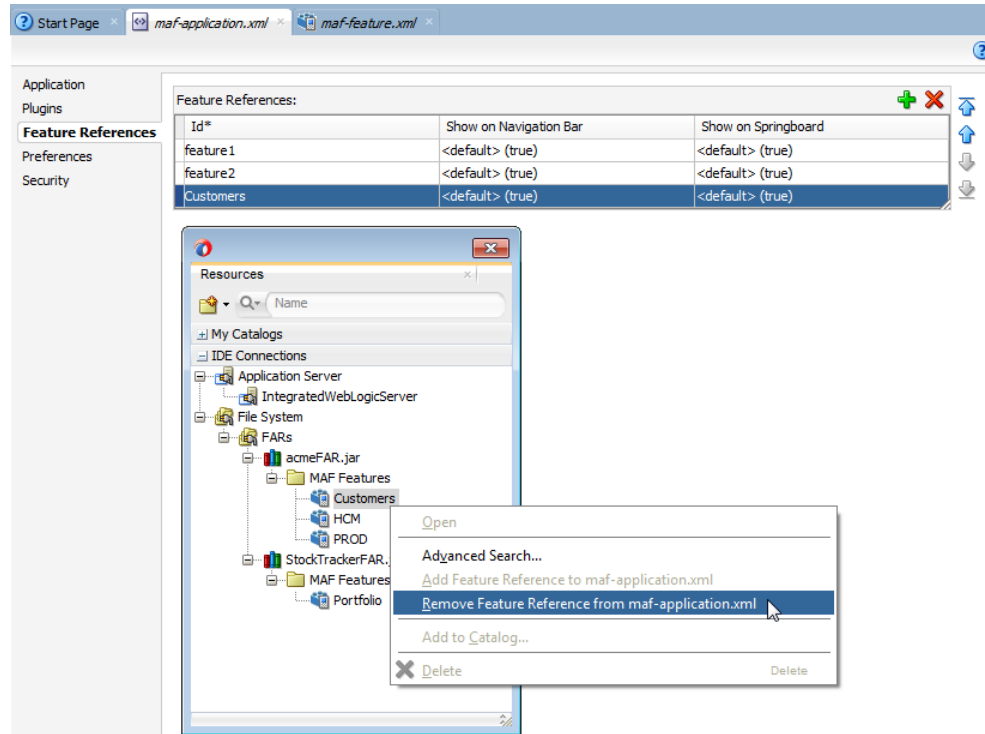 Start Page
maf-application.xml
maf-feature.xml
Application
Plugins
Feature References
Preferences
Security
Feature References:
Id* Show on Navigation Bar Show on Springboard
feature1 <default> (true) <default> (true)
feature2 <default> (true) <default> (true)
Customers <default> (true) <default> (true)
Resources
Name
My Catalogs
IDE Connections
Application Server
IntegratedWebLogicServer
File System
FARs
acmeFAR.jar
MAF Features
Customers
HCM
PROD
StockTrackerFAR.j
MAF Features
Portfolio
Open
Advanced Search...
Add Feature Reference to maf-application.xml
Remove Feature Reference from maf-application.xml
Add to Catalog...
Delete Delete